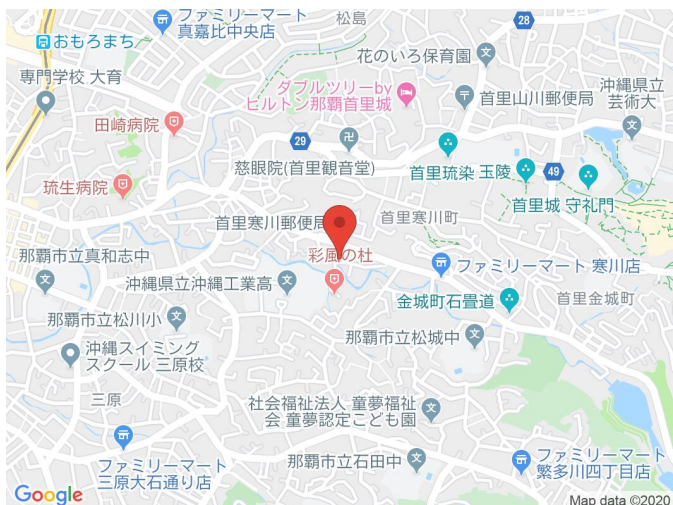 ファミリーマート
真嘉比中央店
松島
28
おもろまち
花のいろ保育園
専門学校 大育
ダブルツリーby
ヒルトン那覇首里城
首里山川郵便局
沖縄県立
芸術大
田崎病院
29
慈眼院(首里観音堂)
首里琉染
玉陵
49
琉生病院
首里城 守礼門
首里寒川郵便局
首里寒川町
那覇市立真和志中
彩風の杜
ファミリーマート 寒川店
沖縄県立沖縄工業高
金城町石畳道
首里金城町
那覇市立松川小
那覇市立松城中
沖縄スイミング
スクール 三原校
三原
社会福祉法人 童夢福祉
会 童夢認定こども園
ファミリーマート
三原大石通り店
那覇市立石田中
ファミリーマート
繁多川四丁目店
Google
Map data ©2020